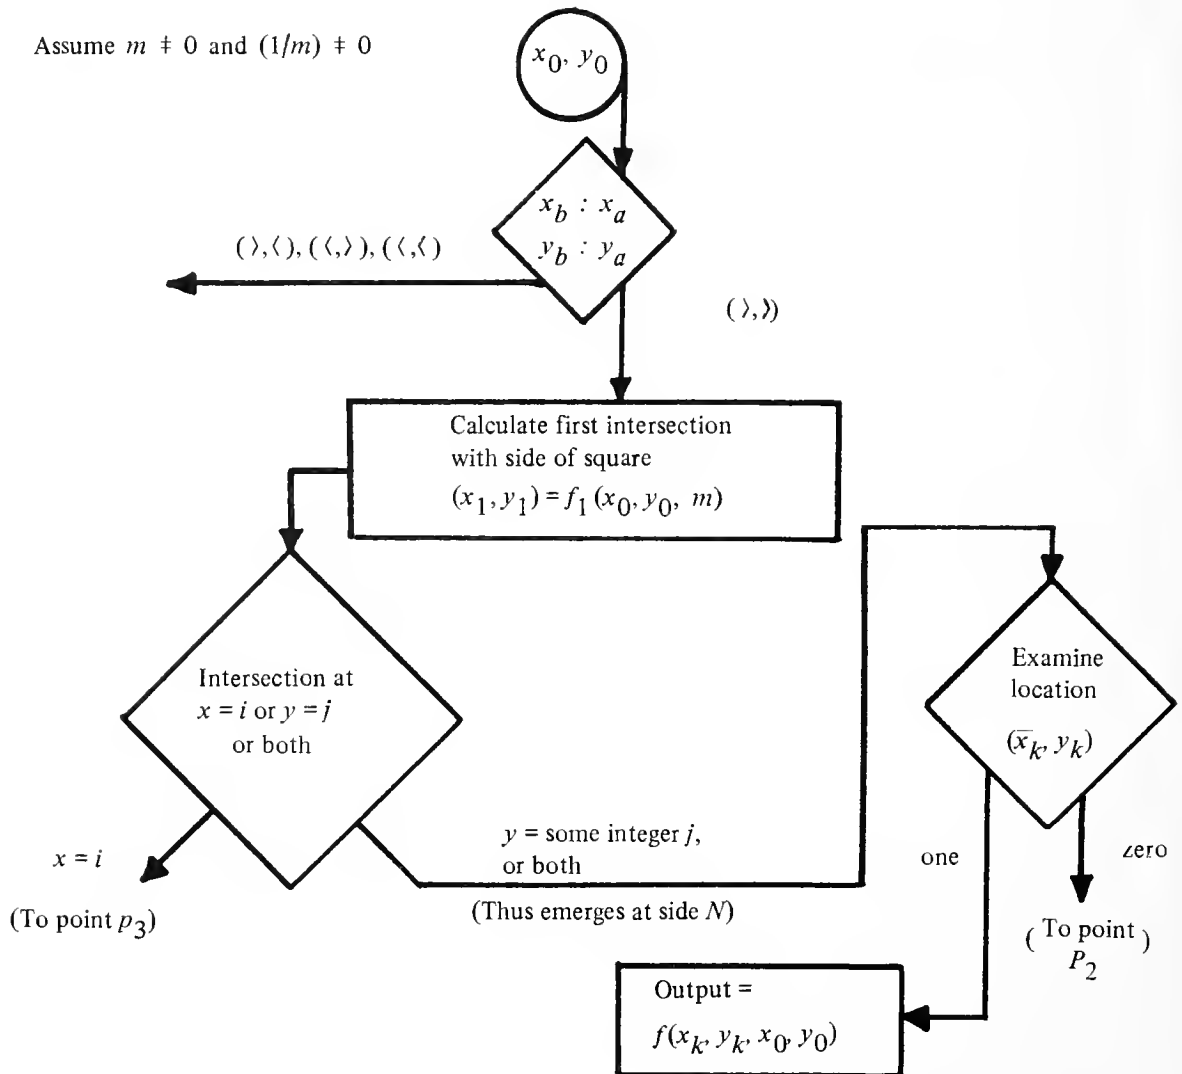 Assume m ‡ 0 and (1/m) ‡ 0
x0, y0
xb : xa
yb : ya
(⟩,⟨), (⟨,⟩), (⟨,⟨)
(⟩,⟩)
Calculate first intersection
with side of square
(x1, y1) = f1 (x0, y0, m)
Intersection at
x = i or y = j
or both
Examine
location
(x̅k, yk)
x = i
(To point p3)
y = some integer j,
or both
(Thus emerges at side N)
one
zero
(To point)
P2
Output =
f(xk, yk, x0, y0)